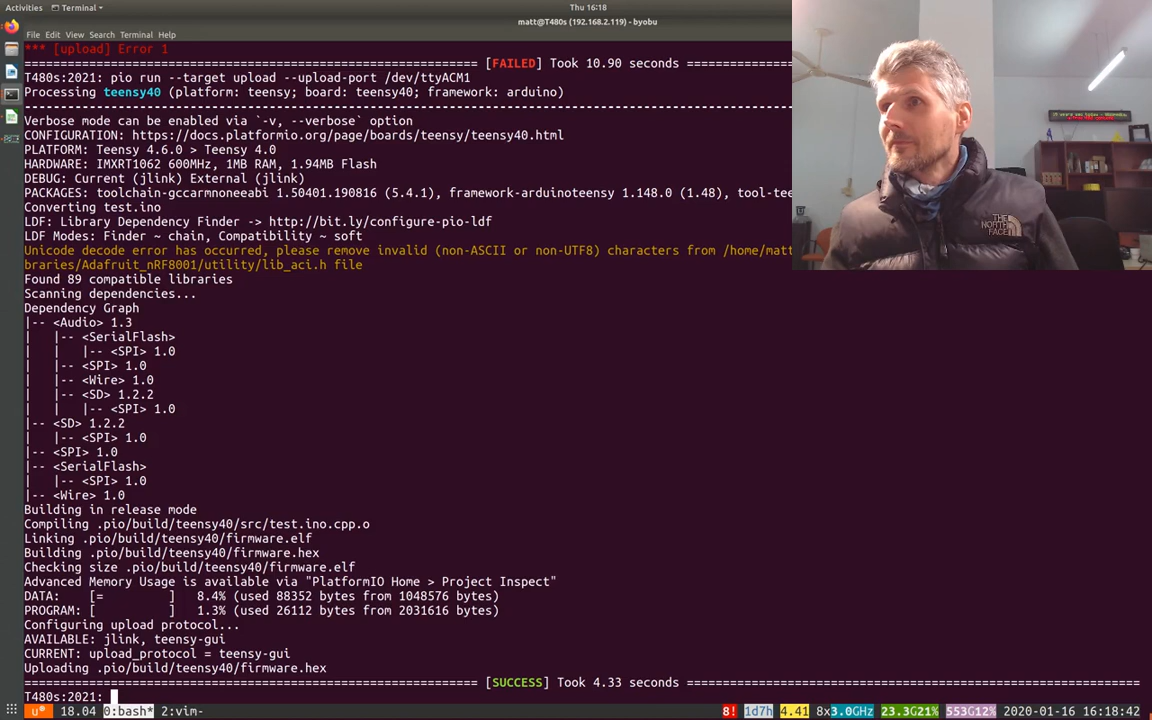 Activities
Terminal
Thu 16:18
matt@T480s (192.168.2.119) - byobu
File Edit View Search Terminal Help
*** [upload] Error 1
[FAILED] Took 10.90 seconds
T480s:2021: pio run --target upload --upload-port /dev/ttyACM1
Processing teensy40 (platform: teensy; board: teensy40; framework: arduino)
Verbose mode can be enabled via `-v, --verbose` option
CONFIGURATION: https://docs.platformio.org/page/boards/teensy/teensy40.html
PLATFORM: Teensy 4.6.0 > Teensy 4.0
HARDWARE: IMXRT1062 600MHz, 1MB RAM, 1.94MB Flash
DEBUG: Current (jlink) External (jlink)
PACKAGES: toolchain-gccarmnoneeabi 1.50401.190816 (5.4.1), framework-arduinoteensy 1.148.0 (1.48), tool-tee
Converting test.ino
LDF: Library Dependency Finder -> http://bit.ly/configure-pio-ldf
LDF Modes: Finder ~ chain, Compatibility ~ soft
Unicode decode error has occurred, please remove invalid (non-ASCII or non-UTF8) characters from /home/matt
braries/Adafruit_nRF8001/utility/lib_aci.h file
Found 89 compatible libraries
Scanning dependencies...
Dependency Graph
|-- <Audio> 1.3
|   |-- <SerialFlash>
|   |   |-- <SPI> 1.0
|   |-- <SPI> 1.0
|   |-- <Wire> 1.0
|   |-- <SD> 1.2.2
|   |   |-- <SPI> 1.0
|-- <SD> 1.2.2
|   |-- <SPI> 1.0
|-- <SPI> 1.0
|-- <SerialFlash>
|   |-- <SPI> 1.0
|-- <Wire> 1.0
Building in release mode
Compiling .pio/build/teensy40/src/test.ino.cpp.o
Linking .pio/build/teensy40/firmware.elf
Building .pio/build/teensy40/firmware.hex
Checking size .pio/build/teensy40/firmware.elf
Advanced Memory Usage is available via "PlatformIO Home > Project Inspect"
DATA:    [=         ]   8.4% (used 88352 bytes from 1048576 bytes)
PROGRAM: [          ]   1.3% (used 26112 bytes from 2031616 bytes)
Configuring upload protocol...
AVAILABLE: jlink, teensy-gui
CURRENT: upload_protocol = teensy-gui
Uploading .pio/build/teensy40/firmware.hex
[SUCCESS] Took 4.33 seconds
T480s:2021:
18.04 0:bash* 2:vim- 8! 1d7h 4.41 8x3.0GHz 23.3G21% 553G12% 2020-01-16 16:18:42
THE NORTH FACE